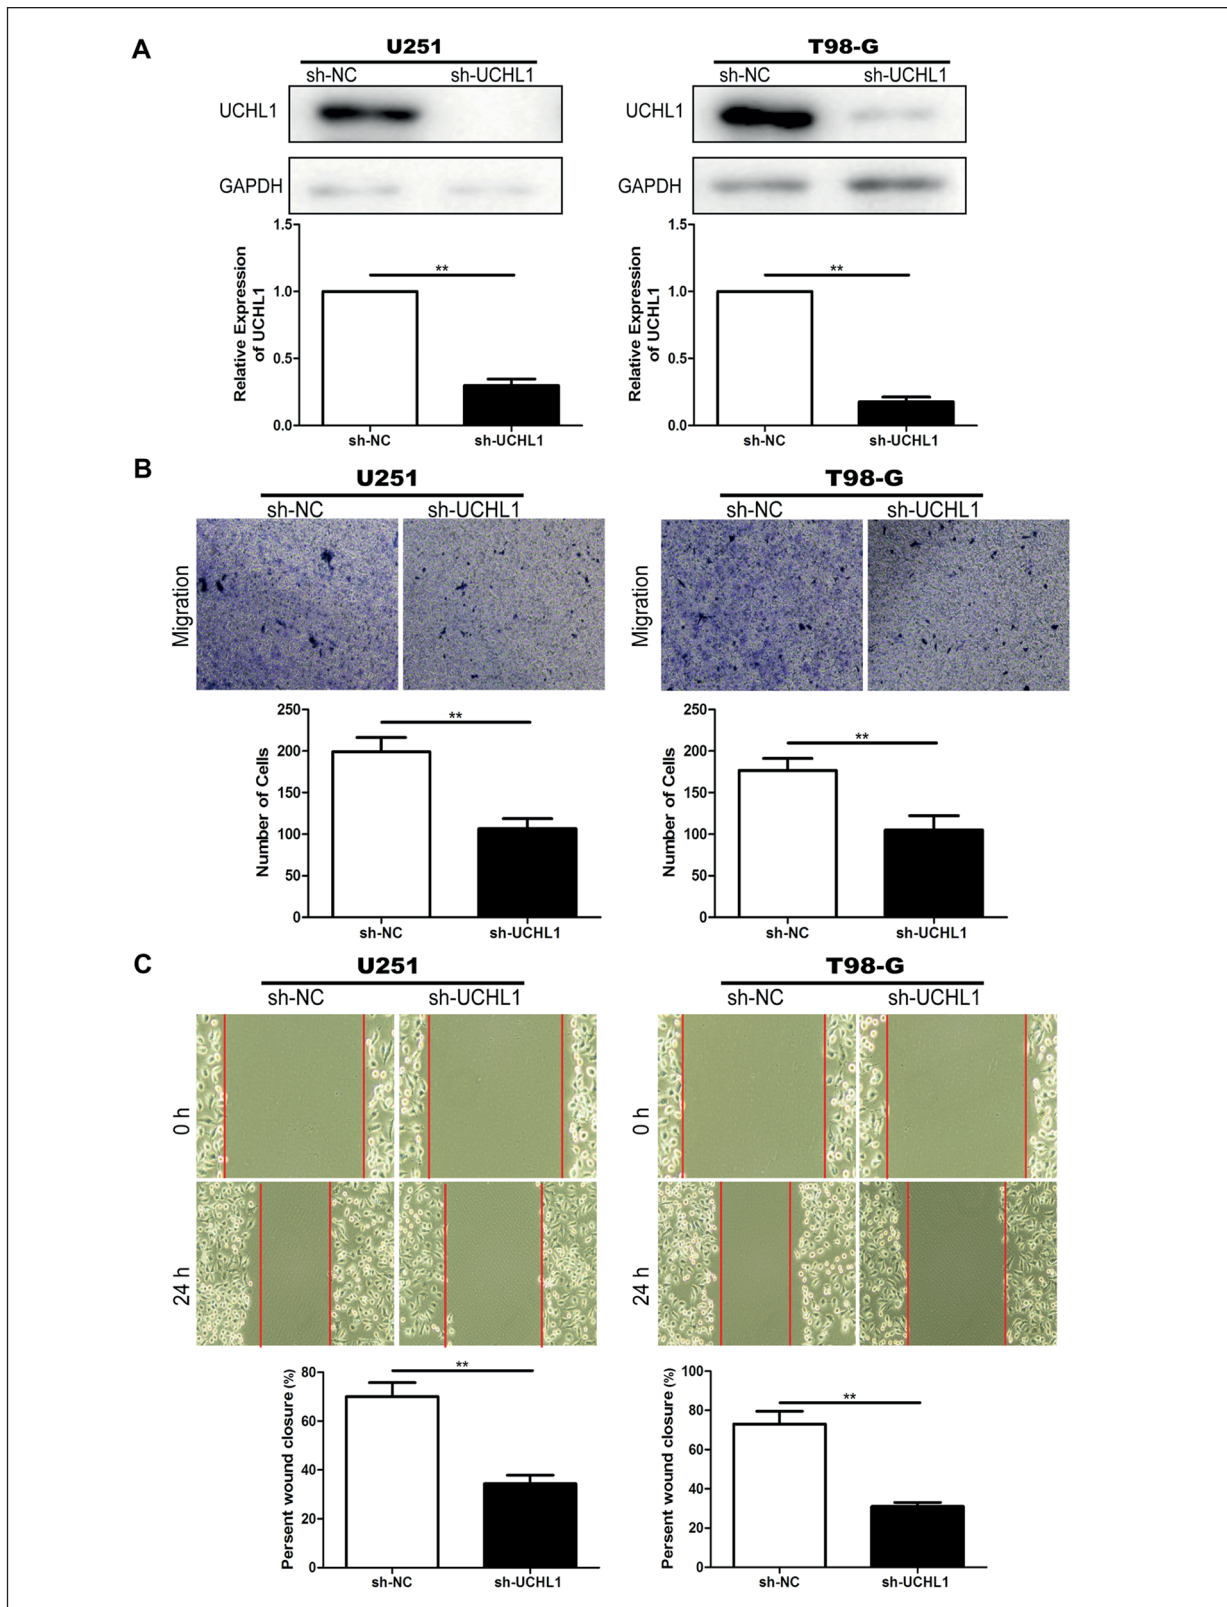 A
U251
T98-G
sh-NC sh-UCHL1
sh-NC sh-UCHL1
UCHL1
UCHL1
GAPDH
GAPDH
Relative Expression
of UCHL1
1.5
1.0
0.5
0.0
**
sh-NC sh-UCHL1
Relative Expression
of UCHL1
1.5
1.0
0.5
0.0
**
sh-NC sh-UCHL1
B
U251
T98-G
sh-NC sh-UCHL1
sh-NC sh-UCHL1
Migration
Migration
Number of Cells
250
200
150
100
50
0
**
sh-NC sh-UCHL1
Number of Cells
250
200
150
100
50
0
**
sh-NC sh-UCHL1
C
U251
T98-G
sh-NC sh-UCHL1
sh-NC sh-UCHL1
0 h
0 h
24 h
24 h
Persent wound closure (%)
80
60
40
20
0
**
sh-NC sh-UCHL1
Persent wound closure (%)
100
80
60
40
20
0
**
sh-NC sh-UCHL1